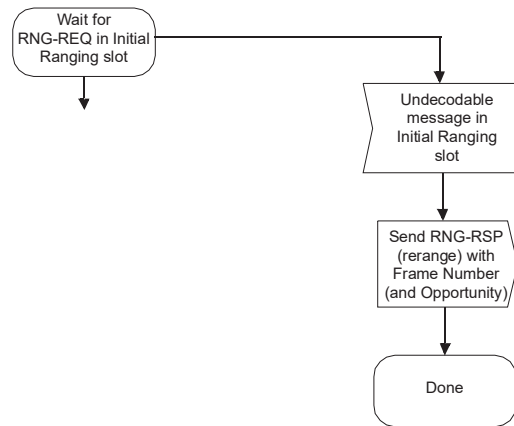 Wait for
RNG-REQ in Initial
Ranging slot
Undecodable
message in
Initial Ranging
slot
Send RNG-RSP
(rerange) with
Frame Number
(and Opportunity)
Done